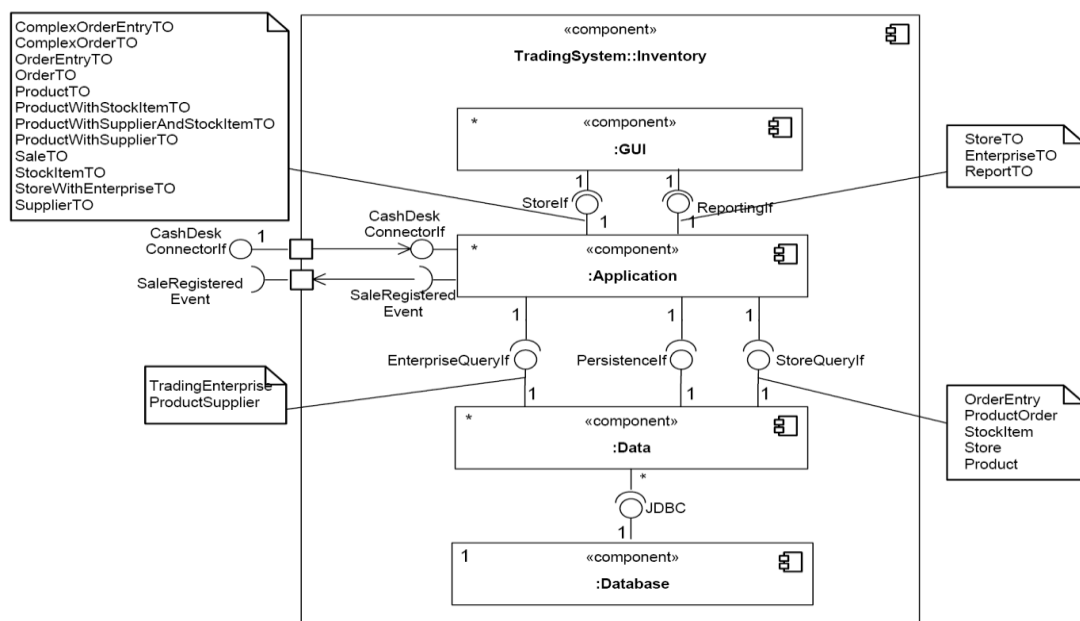 ComplexOrderEntryTO
ComplexOrderTO
OrderEntryTO
OrderTO
ProductTO
ProductWithStockItemTO
ProductWithSupplierAndStockItemTO
ProductWithSupplierTO
SaleTO
StockItemTO
StoreWithEnterpriseTO
SupplierTO
«component»
TradingSystem::Inventory
* «component»
:GUI
StoreTO
EnterpriseTO
ReportTO
1 1
StoreIf ReportingIf
1 1
CashDesk
ConnectorIf
1
CashDesk
ConnectorIf
* «component»
:Application
SaleRegistered
Event
SaleRegistered
Event
1 1 1
EnterpriseQueryIf PersistenceIf StoreQueryIf
1 1 1
TradingEnterprise
ProductSupplier
OrderEntry
ProductOrder
StockItem
Store
Product
* «component»
:Data
*
JDBC
1
1 «component»
:Database